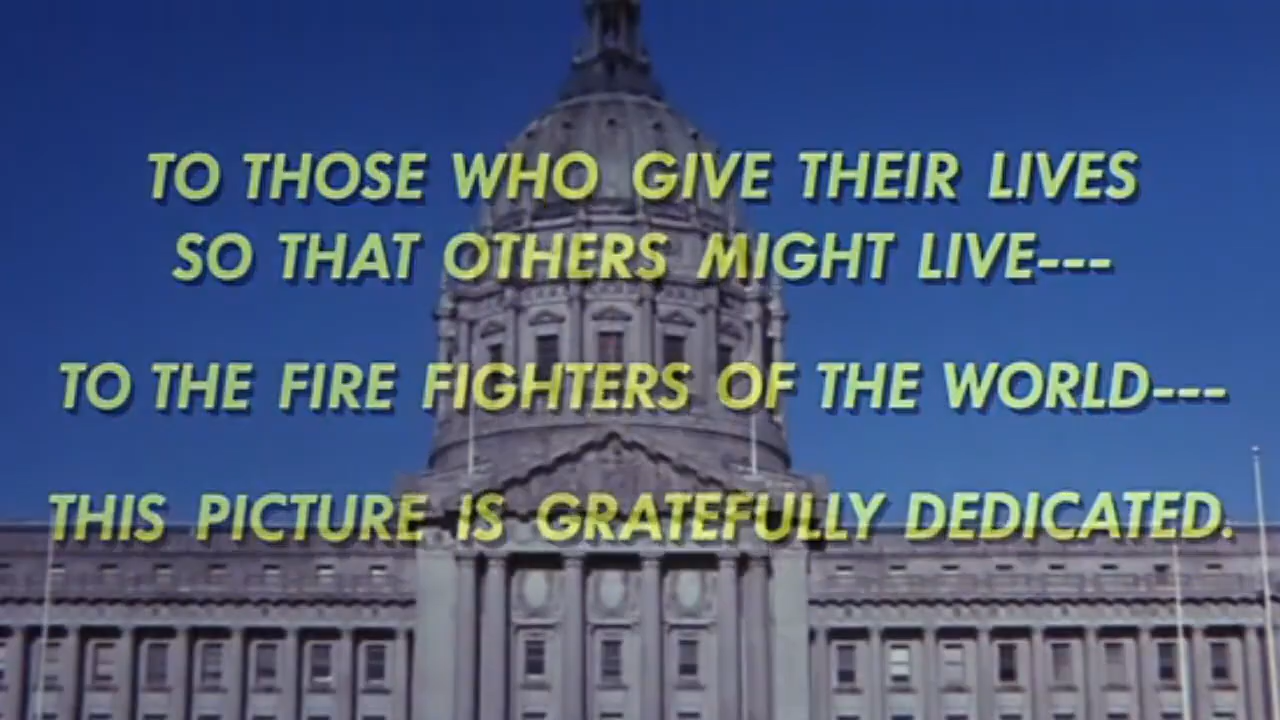 TO THOSE WHO GIVE THEIR LIVES
SO THAT OTHERS MIGHT LIVE---
TO THE FIRE FIGHTERS OF THE WORLD---
THIS PICTURE IS GRATEFULLY DEDICATED.